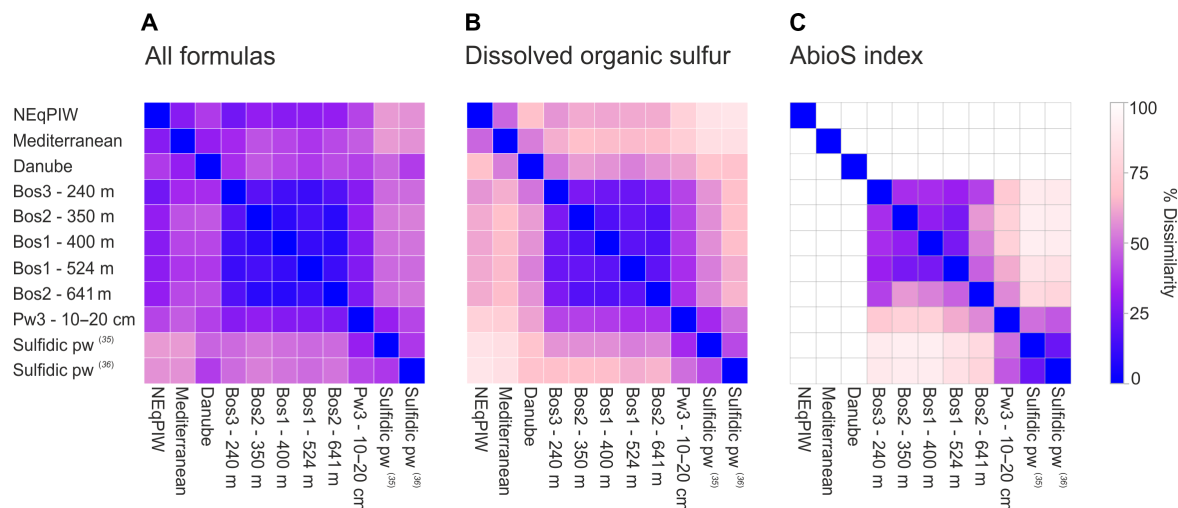 A
All formulas
B
Dissolved organic sulfur
C
AbioS index
NEqPIW
Mediterranean
Danube
Bos3 - 240 m
Bos2 - 350 m
Bos1 - 400 m
Bos1 - 524 m
Bos2 - 641 m
Pw3 - 10–20 cm
Sulfidic pw (35)
Sulfidic pw (36)
NEqPIW
Mediterranean
Danube
Bos3 - 240 m
Bos2 - 350 m
Bos1 - 400 m
Bos1 - 524 m
Bos2 - 641 m
Pw3 - 10–20 cm
Sulfidic pw (35)
Sulfidic pw (36)
NEqPIW
Mediterranean
Danube
Bos3 - 240 m
Bos2 - 350 m
Bos1 - 400 m
Bos1 - 524 m
Bos2 - 641 m
Pw3 - 10–20 cm
Sulfidic pw (35)
Sulfidic pw (36)
NEqPIW
Mediterranean
Danube
Bos3 - 240 m
Bos2 - 350 m
Bos1 - 400 m
Bos1 - 524 m
Bos2 - 641 m
Pw3 - 10–20 cm
Sulfidic pw (35)
Sulfidic pw (36)
100
75
50
25
0
% Dissimilarity